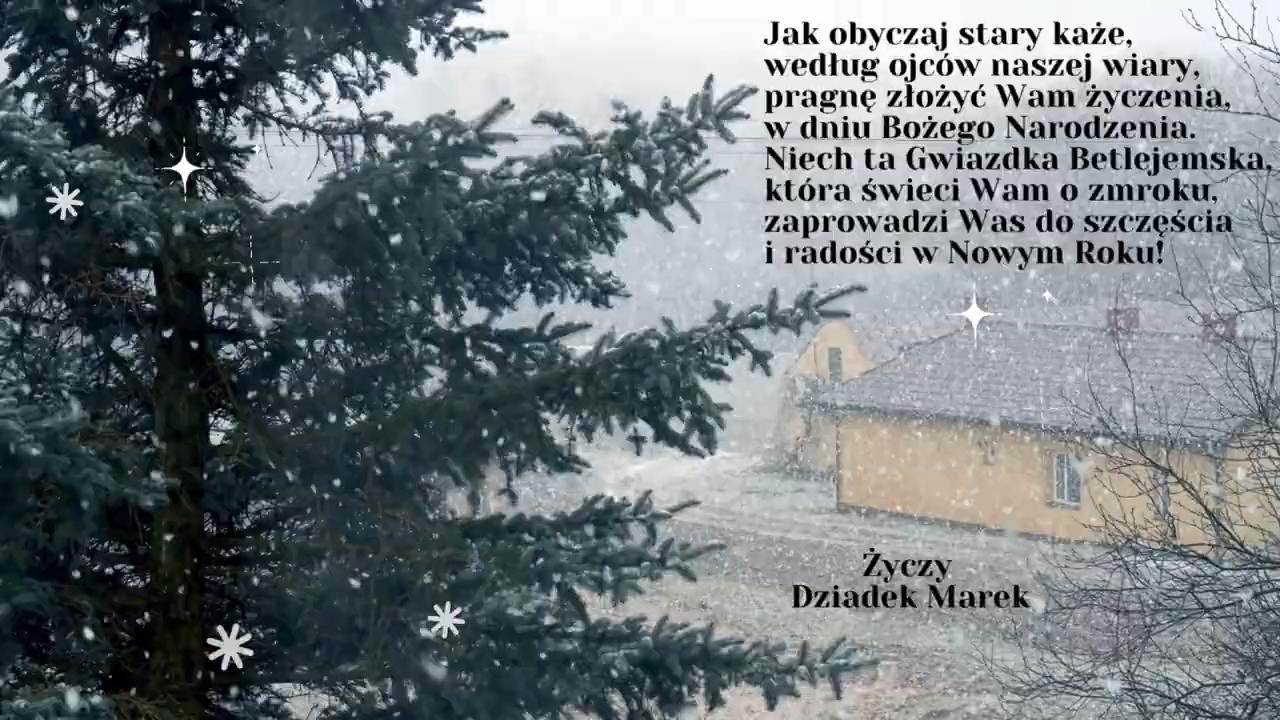 Jak obyczaj stary każe,
według ojców naszej wiary,
pragnę złożyć Wam życzenia,
w dniu Bożego Narodzenia.
Niech ta Gwiazdka Betlejemska,
która świeci Wam o zmroku,
zaprowadzi Was do szczęścia
i radości w Nowym Roku!
Życzy
Dziadek Marek